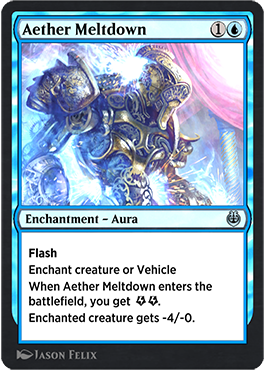 Aether Meltdown 1
Enchantment – Aura
Flash
Enchant creature or Vehicle
When Aether Meltdown enters the
battlefield, you get
.
Enchanted creature gets -4/-0.
Jason Felix